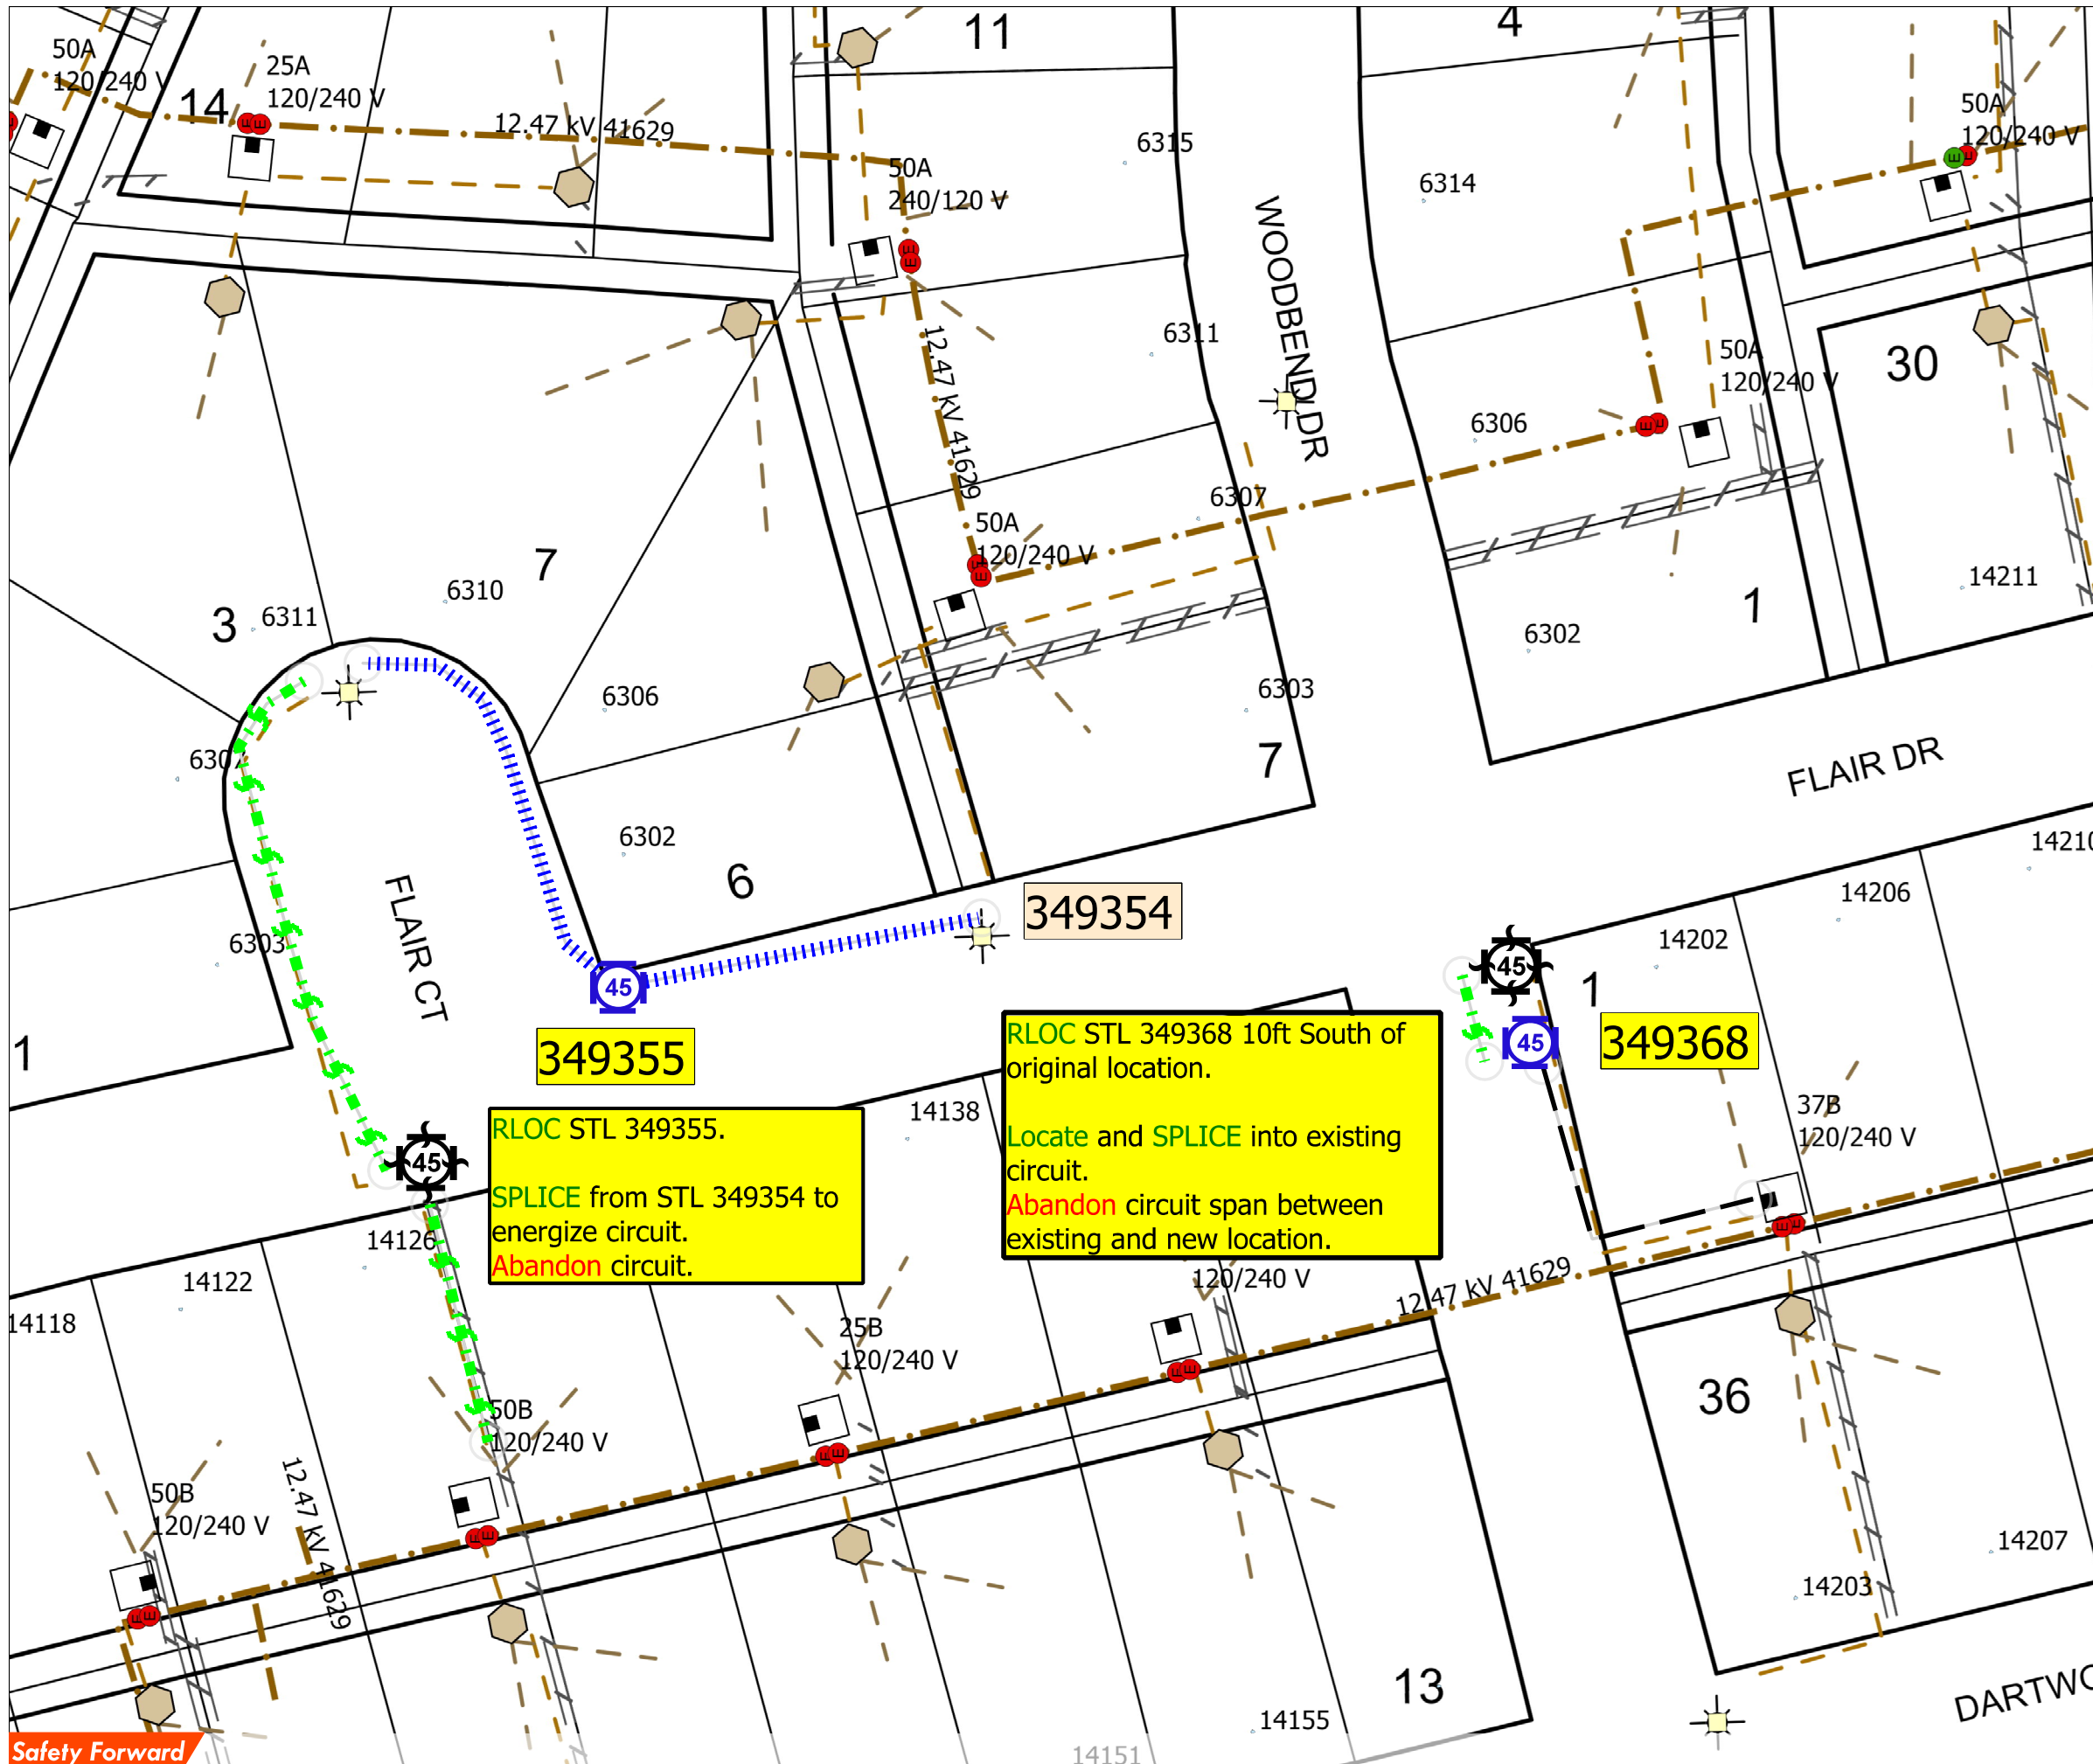 11
4
50A
120/240 V
25A
120/240 V
14
12.47 kV 41629
50A
240/120 V
6315
6314
50A
120/240 V
WOODBEND DR
6311
12.47 kV 41629
50A
120/240 V
30
6306
6307
50A
120/240 V
7
6310
3
6311
14211
1
6302
6306
6303
7
FLAIR DR
6307
6302
6
14210
FLAIR CT
6303
349354
14206
14202
45
1
45
349355
45
349368
1
RLOC STL 349368 10ft South of
original location.
Locate and SPLICE into existing
circuit.
Abandon circuit span between
existing and new location.
14138
37B
120/240 V
45
RLOC STL 349355.
SPLICE from STL 349354 to
energize circuit.
Abandon circuit.
14126
14122
14118
120/240 V
12.47 kV 41629
25B
120/240 V
36
50B
120/240 V
12.47 kV 41629
50B
120/240 V
14207
14203
13
14155
DARTWO
14151
Safety Forward